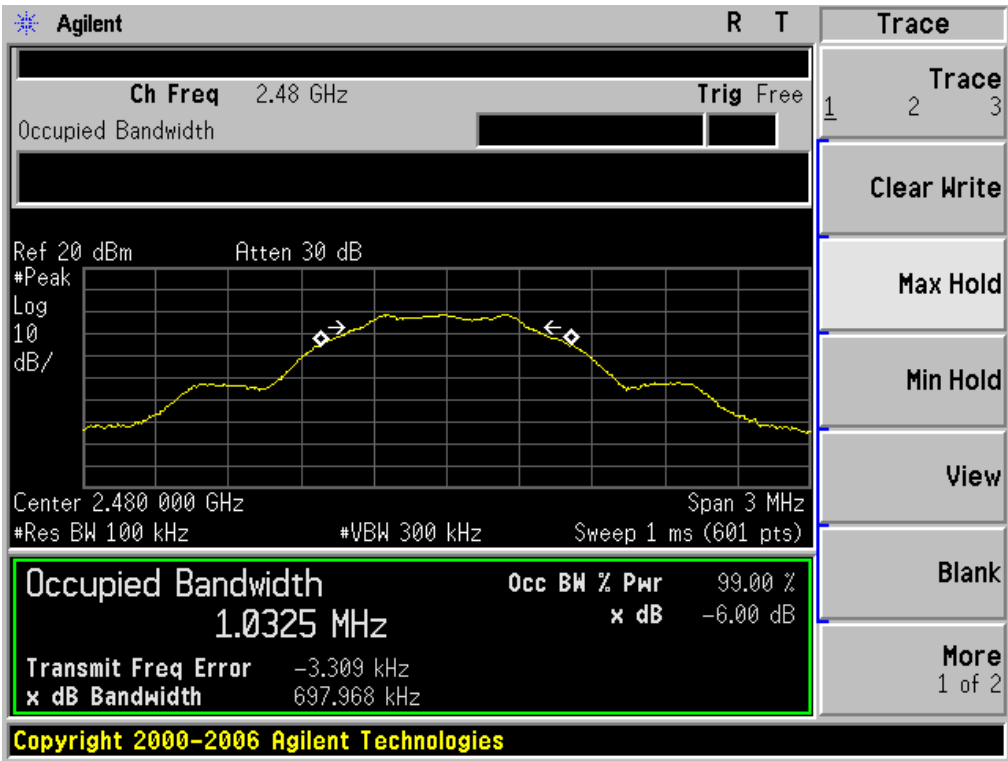 Agilent R T Trace
Ch Freq 2.48 GHz Trig Free
Occupied Bandwidth
Trace
1 2 3
Clear Write
Max Hold
Min Hold
View
Blank
More
1 of 2
Ref 20 dBm Atten 30 dB
#Peak
Log
10
dB/
Center 2.480 000 GHz Span 3 MHz
#Res BW 100 kHz #VBW 300 kHz Sweep 1 ms (601 pts)
Occupied Bandwidth Occ BW % Pwr 99.00 %
1.0325 MHz x dB -6.00 dB
Transmit Freq Error -3.309 kHz
x dB Bandwidth 697.968 kHz
Copyright 2000-2006 Agilent Technologies